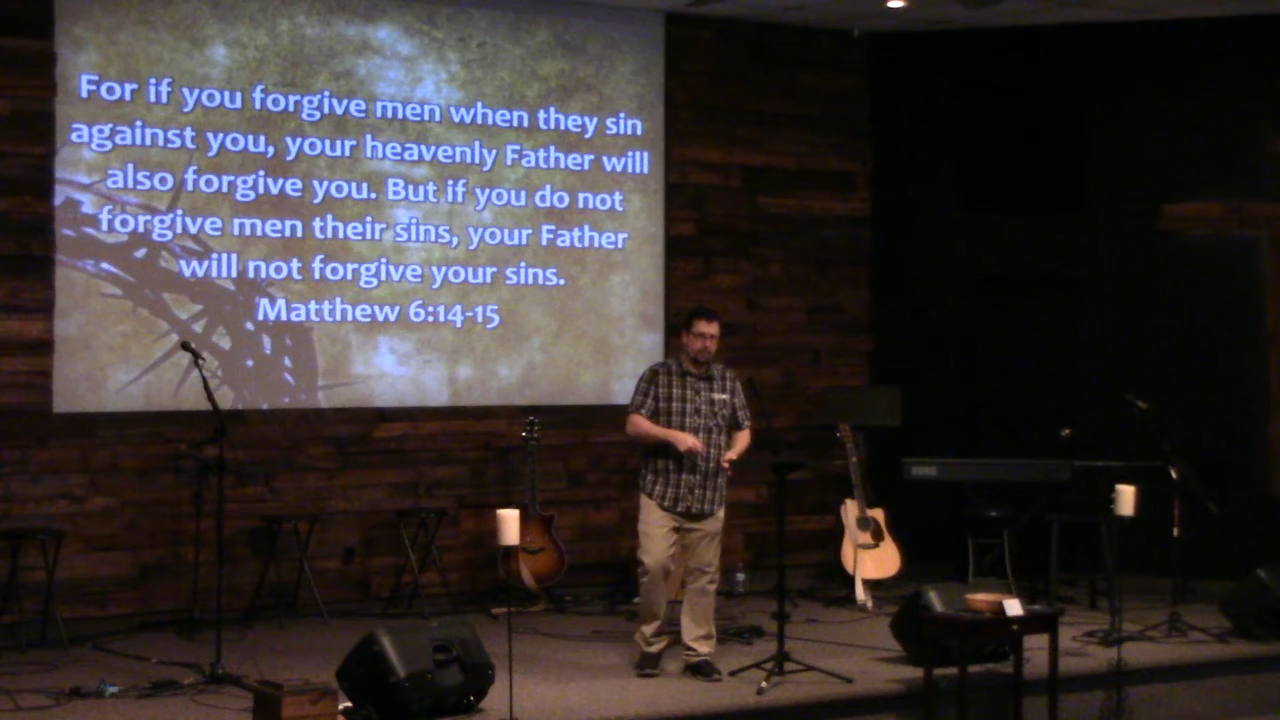 For if you forgive men when they sin
against you, your heavenly Father will
also forgive you. But if you do not
forgive men their sins, your Father
will not forgive your sins.
Matthew 6:14-15
KORG